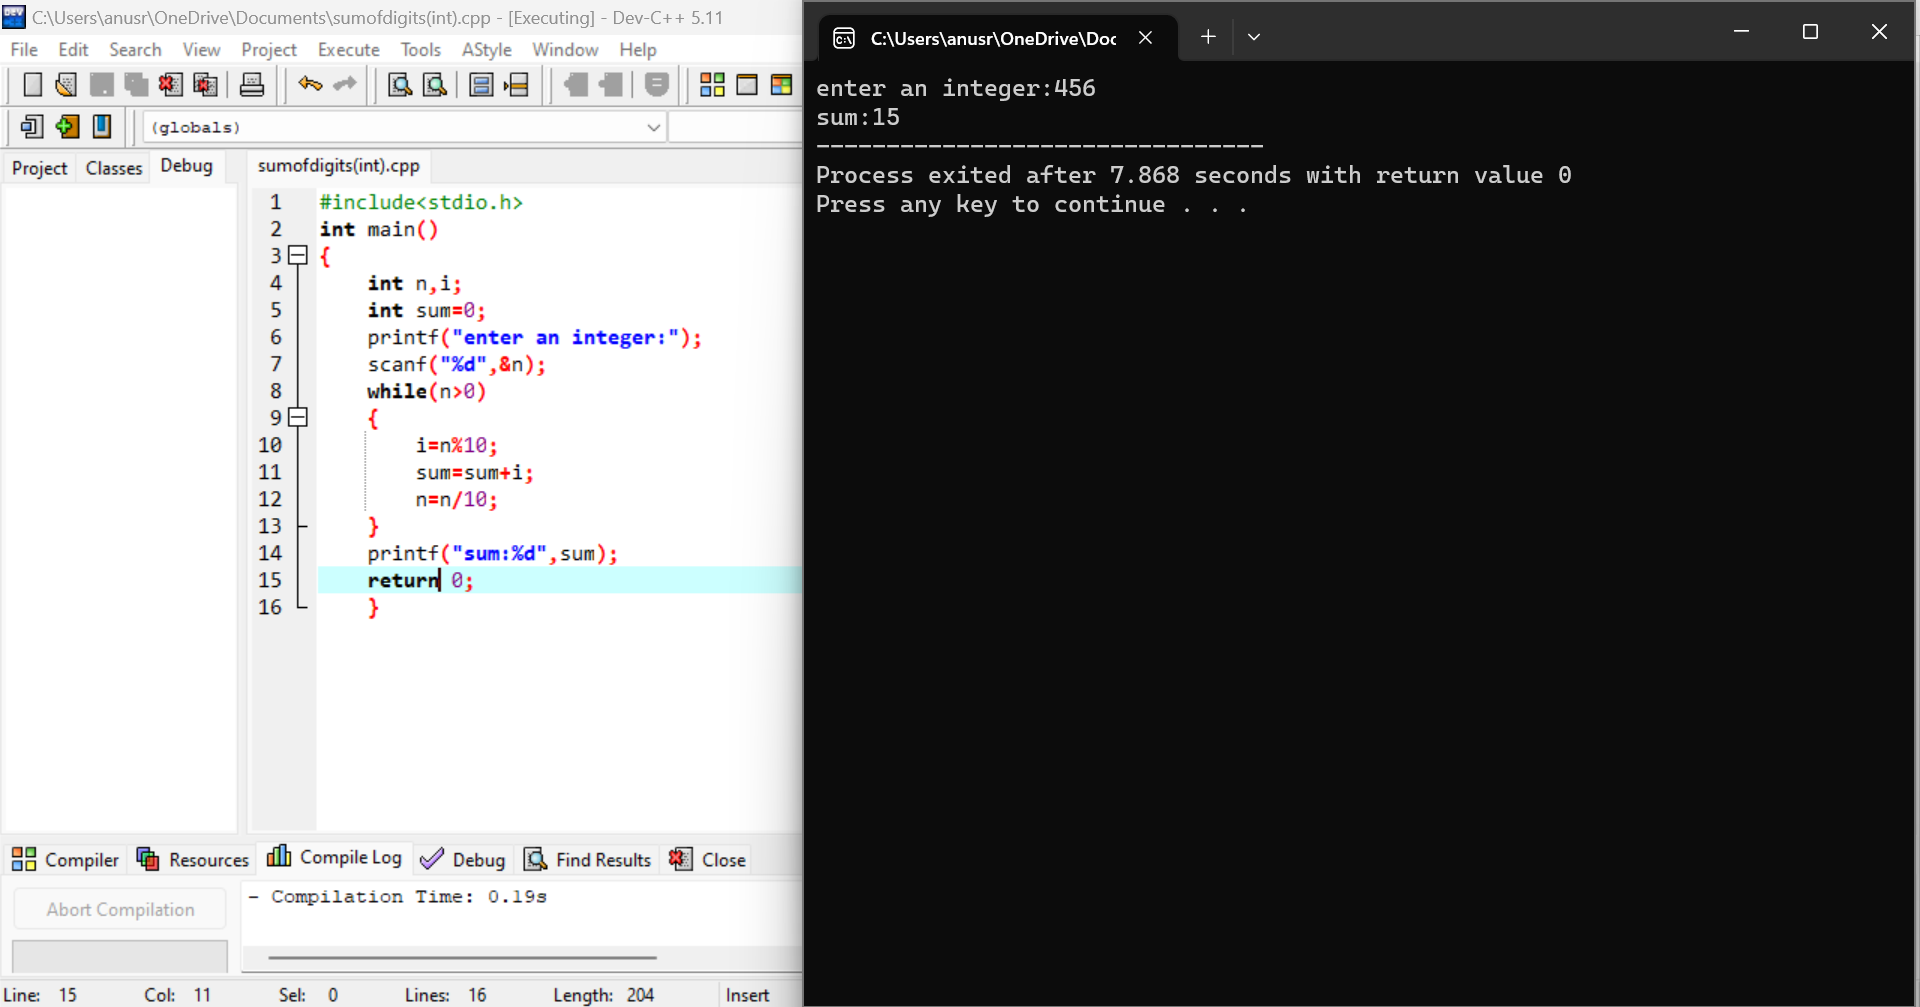 C:\Users\anusr\OneDrive\Documents\sumofdigits(int).cpp - [Executing] - Dev-C++ 5.11
File Edit Search View Project Execute Tools AStyle Window Help
(globals)
Project Classes Debug
sumofdigits(int).cpp
1 #include<stdio.h>
2 int main()
3 {
4 int n,i;
5 int sum=0;
6 printf("enter an integer:");
7 scanf("%d",&n);
8 while(n>0)
9 {
10 i=n%10;
11 sum=sum+i;
12 n=n/10;
13 }
14 printf("sum:%d",sum);
15 return 0;
16 }
Compiler Resources Compile Log Debug Find Results Close
Abort Compilation
- Compilation Time: 0.19s
Line: 15 Col: 11 Sel: 0 Lines: 16 Length: 204 Insert
C:\Users\anusr\OneDrive\Doc
enter an integer:456
sum:15
--------------------------------
Process exited after 7.868 seconds with return value 0
Press any key to continue . . .